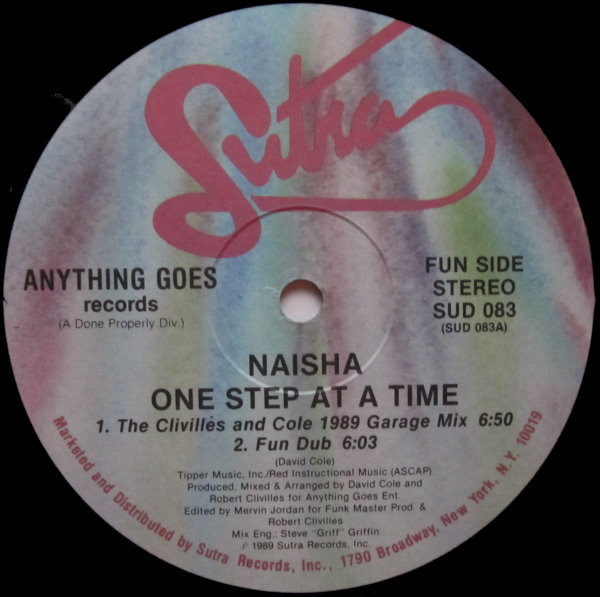 Sutra
ANYTHING GOES
records
(A Done Properly Div.)
FUN SIDE
STEREO
SUD 083
(SUD 083A)
NAISHA
ONE STEP AT A TIME
1. The Clivillés and Cole 1989 Garage Mix 6:50
2. Fun Dub 6:03
(David Cole)
Tipper Music, Inc./Red Instructional Music (ASCAP)
Produced, Mixed & Arranged by David Cole and
Robert Clivilles for Anything Goes Ent.
Edited by Mervin Jordan for Funk Master Prod. &
Robert Clivilles
Mix Eng.: Steve "Griff" Griffin
℗ 1989 Sutra Records, Inc.
Marketed and Distributed by Sutra Records, Inc., 1790 Broadway, New York, N.Y. 10019